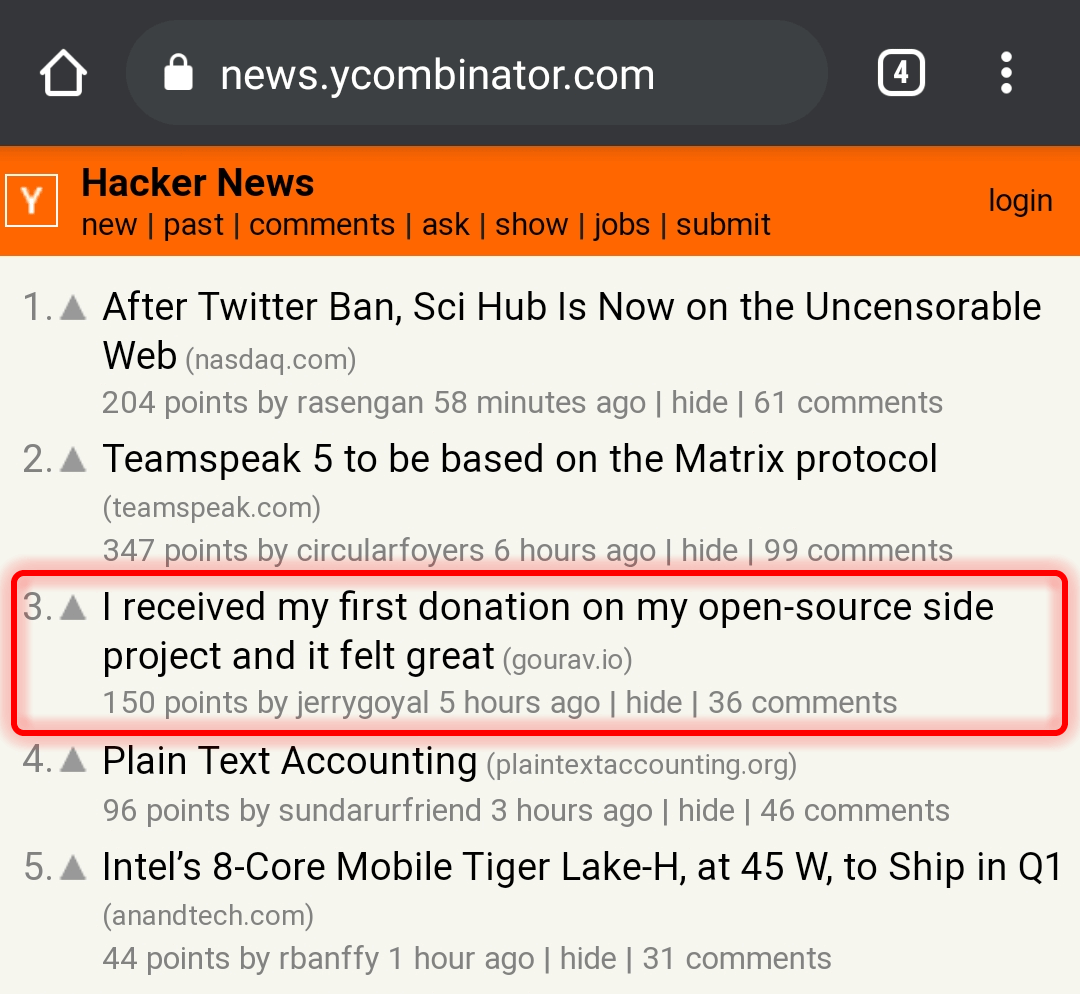 news.ycombinator.com
4
Y
Hacker News
login
new | past | comments | ask | show | jobs | submit
1. After Twitter Ban, Sci Hub Is Now on the Uncensorable
Web (nasdaq.com)
204 points by rasengan 58 minutes ago | hide | 61 comments
2. Teamspeak 5 to be based on the Matrix protocol
(teamspeak.com)
347 points by circularfoyers 6 hours ago | hide | 99 comments
3. I received my first donation on my open-source side
project and it felt great (gourav.io)
150 points by jerrygoyal 5 hours ago | hide | 36 comments
4. Plain Text Accounting (plaintextaccounting.org)
96 points by sundarurfriend 3 hours ago | hide | 46 comments
5. Intel’s 8-Core Mobile Tiger Lake-H, at 45 W, to Ship in Q1
(anandtech.com)
44 points by rbanffy 1 hour ago | hide | 31 comments